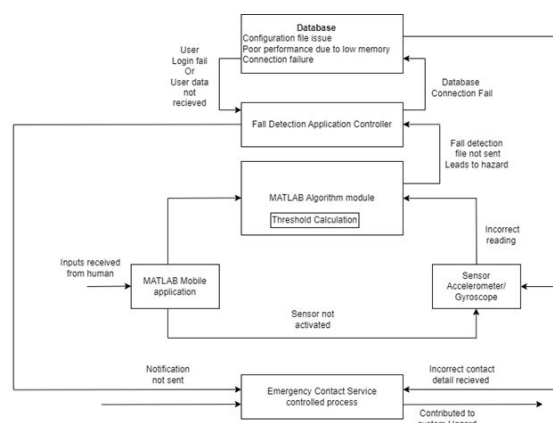 Database
Configuration file issue
Poor performance due to low memory
Connection failure
User
Login fail
Or
User data
not
recieved
Database
Connection Fail
Fall Detection Application Controller
Fall detection
file not sent
Leads to hazard
MATLAB Algorithm module
Threshold Calculation
Incorrect
reading
Inputs received
from human
MATLAB Mobile
application
Sensor
Accelerometer/
Gyroscope
Sensor not
activated
Notification
not sent
Incorrect contact
detail recieved
Emergency Contact Service
controlled process
Contributed to
system Hazard